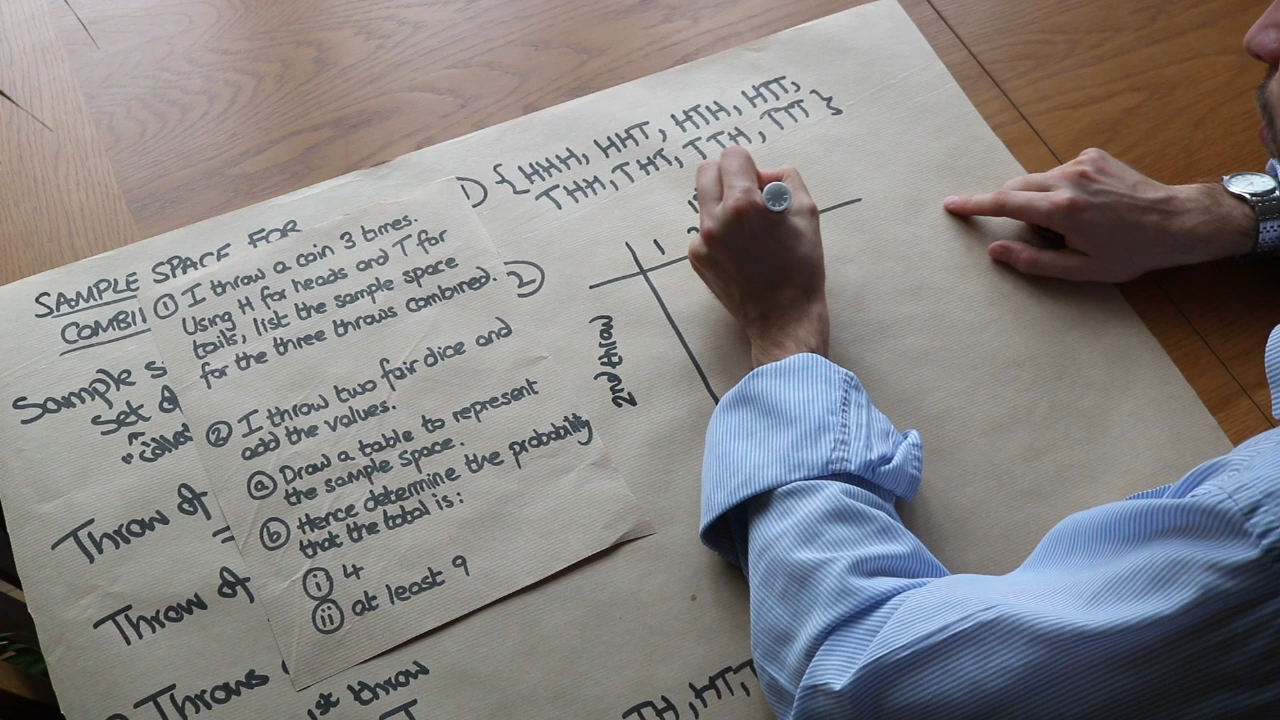 SAMPLE SPACE FOR
COMBI
Sample s
Set o
Throw of
=
Throw of
Throws
1st throw
T
① I throw a coin 3 times.
Using H for heads and T for
tails, list the sample space
for the three throws combined.
② I throw two fair dice and
add the values.
ⓐ Draw a table to represent
the sample space.
ⓑ Hence determine the probability
that the total is:
ⓘ 4
ⓘⓘ at least 9
1) {HHH, HHT, HTH, HTT,
THH, THT, TTH, TTT }
2)
1
2nd throw
TH, HT, T